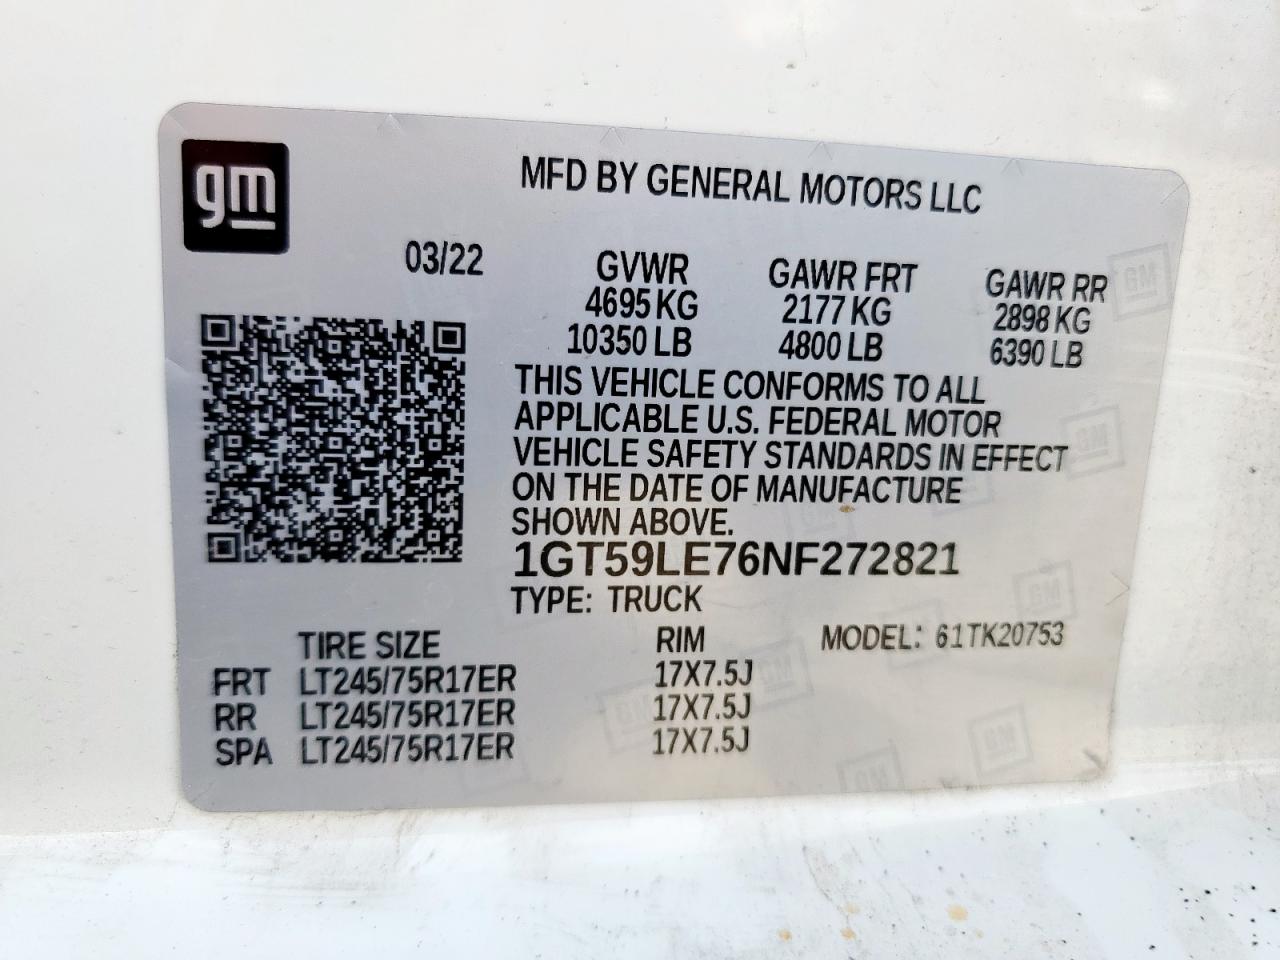 gm
MFD BY GENERAL MOTORS LLC
03/22 GVWR GAWR FRT GAWR RR
4695 KG 2177 KG 2898 KG
10350 LB 4800 LB 6390 LB
THIS VEHICLE CONFORMS TO ALL
APPLICABLE U.S. FEDERAL MOTOR
VEHICLE SAFETY STANDARDS IN EFFECT
ON THE DATE OF MANUFACTURE
SHOWN ABOVE.
1GT59LE76NF272821
TYPE: TRUCK
TIRE SIZE RIM MODEL: 61TK20753
FRT LT245/75R17ER 17X7.5J
RR LT245/75R17ER 17X7.5J
SPA LT245/75R17ER 17X7.5J